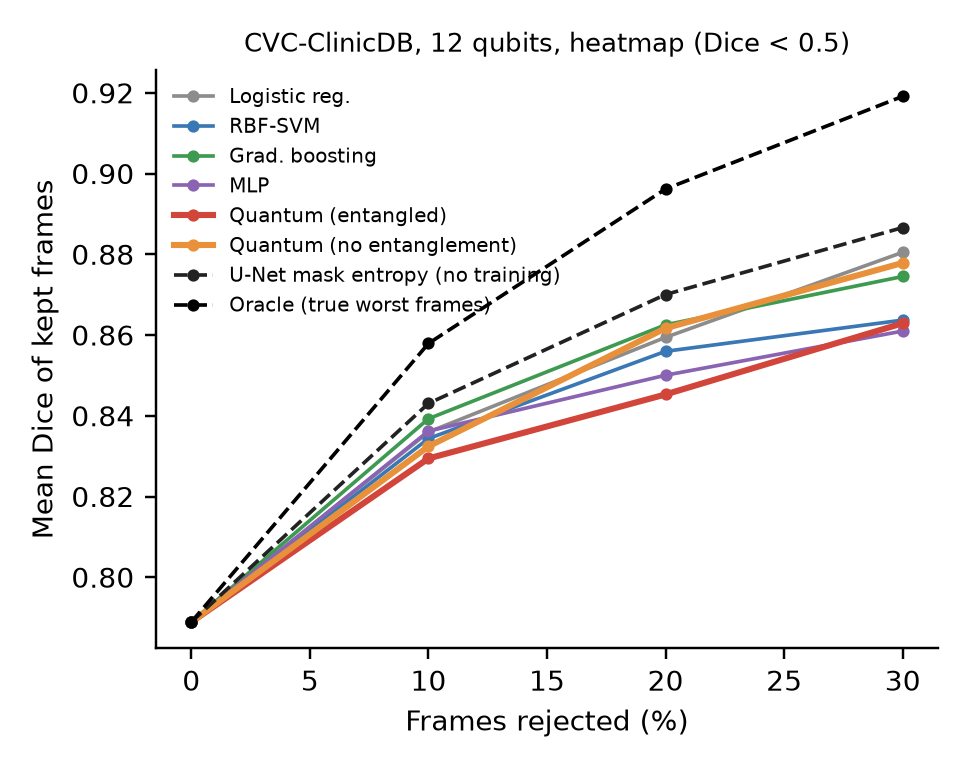 CVC-ClinicDB, 12 qubits, heatmap (Dice < 0.5)
Mean Dice of kept frames
0.92
0.90
0.88
0.86
0.84
0.82
0.80
Logistic reg.
RBF-SVM
Grad. boosting
MLP
Quantum (entangled)
Quantum (no entanglement)
U-Net mask entropy (no training)
Oracle (true worst frames)
0 5 10 15 20 25 30
Frames rejected (%)